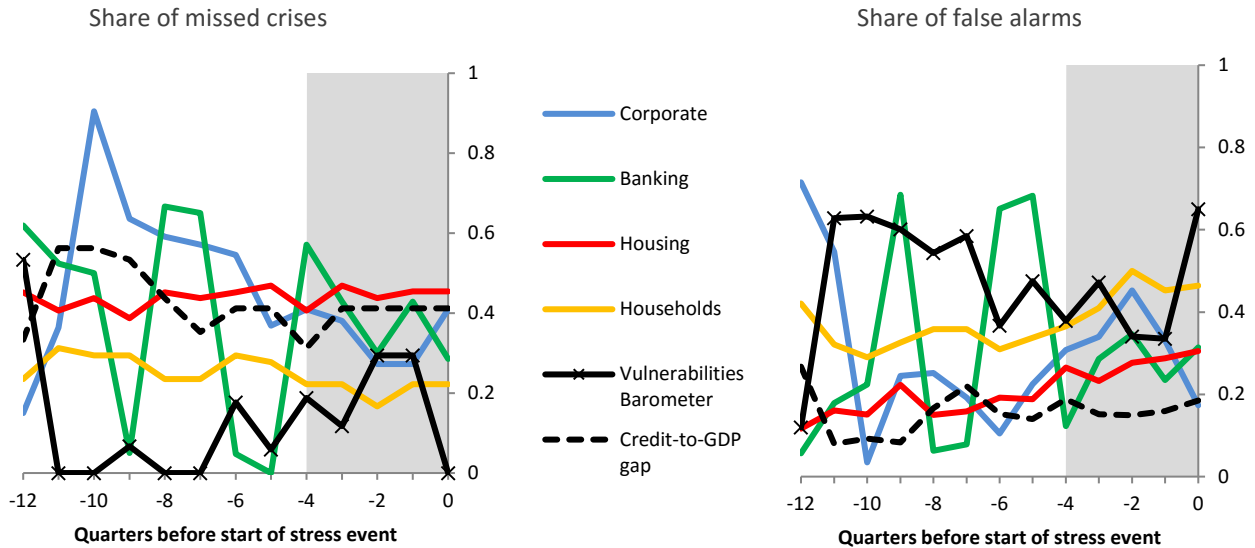 Share of missed crises
1
0.8
0.6
0.4
0.2
0
-12 -10 -8 -6 -4 -2 0
Quarters before start of stress event
Corporate
Banking
Housing
Households
Vulnerabilities
Barometer
Credit-to-GDP
gap
Share of false alarms
1
0.8
0.6
0.4
0.2
0
-12 -10 -8 -6 -4 -2 0
Quarters before start of stress event